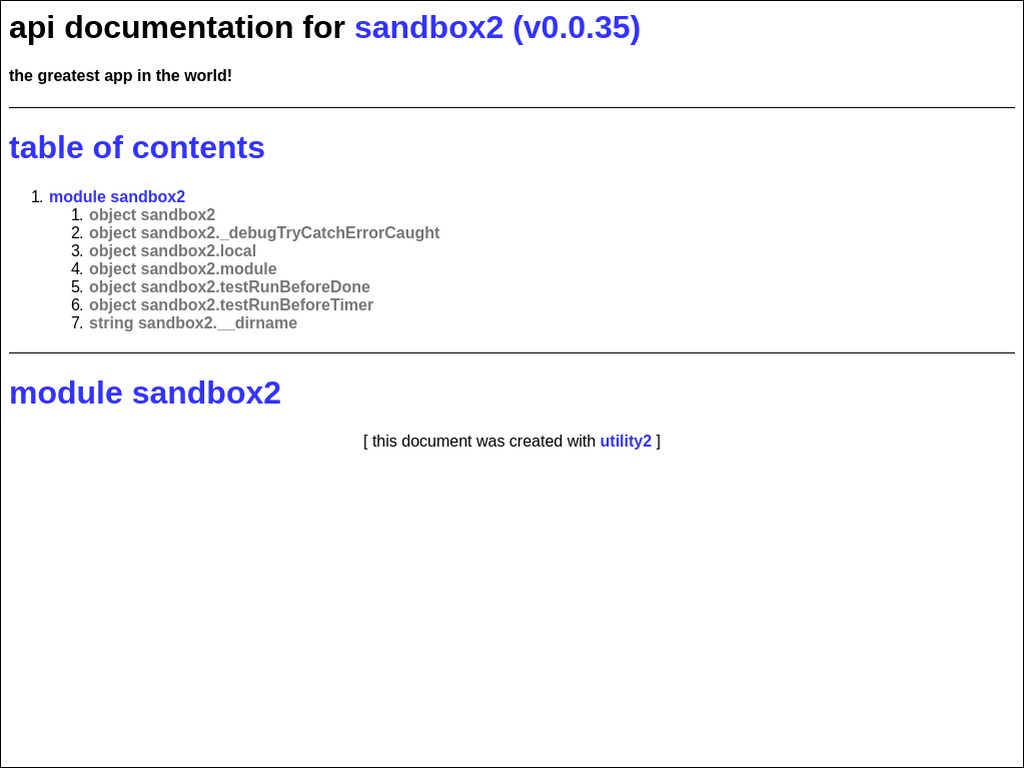 api documentation for sandbox2 (v0.0.35)
the greatest app in the world!
table of contents
1. module sandbox2
1. object sandbox2
2. object sandbox2._debugTryCatchErrorCaught
3. object sandbox2.local
4. object sandbox2.module
5. object sandbox2.testRunBeforeDone
6. object sandbox2.testRunBeforeTimer
7. string sandbox2.__dirname
module sandbox2
[ this document was created with utility2 ]